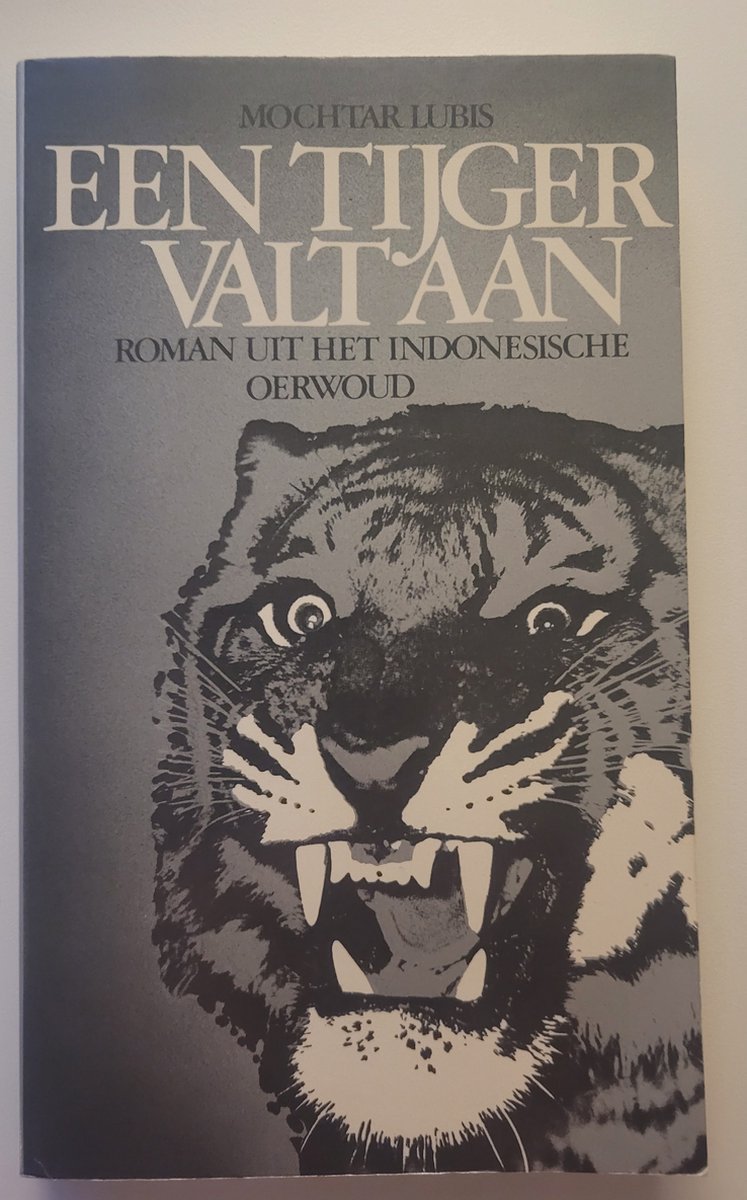 MOCHTAR LUBIS
EEN TIJGER
VALT AAN
ROMAN UIT HET INDONESISCHE
OERWOUD